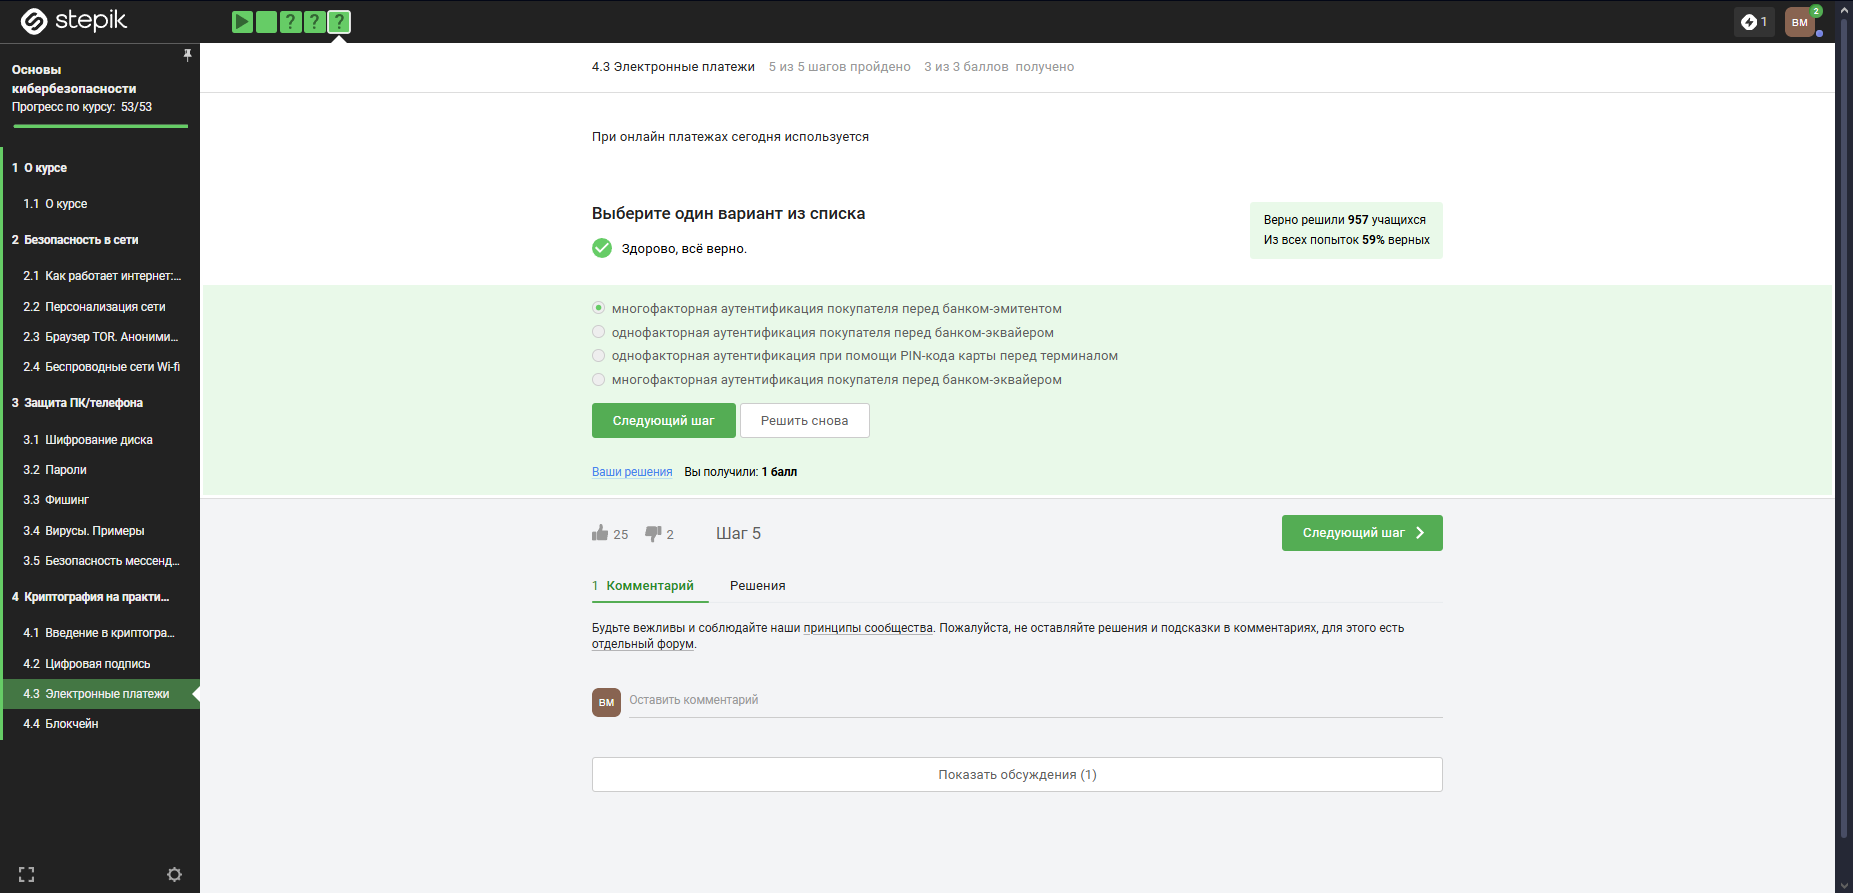 stepik
?
?
?
1
ВМ
2
Основы
кибербезопасности
Прогресс по курсу: 53/53
1 О курсе
1.1 О курсе
2 Безопасность в сети
2.1 Как работает интернет:...
2.2 Персонализация сети
2.3 Браузер TOR. Аноними...
2.4 Беспроводные сети Wi-fi
3 Защита ПК/телефона
3.1 Шифрование диска
3.2 Пароли
3.3 Фишинг
3.4 Вирусы. Примеры
3.5 Безопасность мессенд...
4 Криптография на практи...
4.1 Введение в криптогра...
4.2 Цифровая подпись
4.3 Электронные платежи
4.4 Блокчейн
4.3 Электронные платежи 5 из 5 шагов пройдено 3 из 3 баллов получено
При онлайн платежах сегодня используется
Выберите один вариант из списка
Здорово, всё верно.
Верно решили 957 учащихся
Из всех попыток 59% верных
многофакторная аутентификация покупателя перед банком-эмитентом
однофакторная аутентификация покупателя перед банком-эквайером
однофакторная аутентификация при помощи PIN-кода карты перед терминалом
многофакторная аутентификация покупателя перед банком-эквайером
Следующий шаг Решить снова
Ваши решения Вы получили: 1 балл
25 2 Шаг 5 Следующий шаг
1 Комментарий Решения
Будьте вежливы и соблюдайте наши принципы сообщества. Пожалуйста, не оставляйте решения и подсказки в комментариях, для этого есть
отдельный форум.
ВМ Оставить комментарий
Показать обсуждения (1)